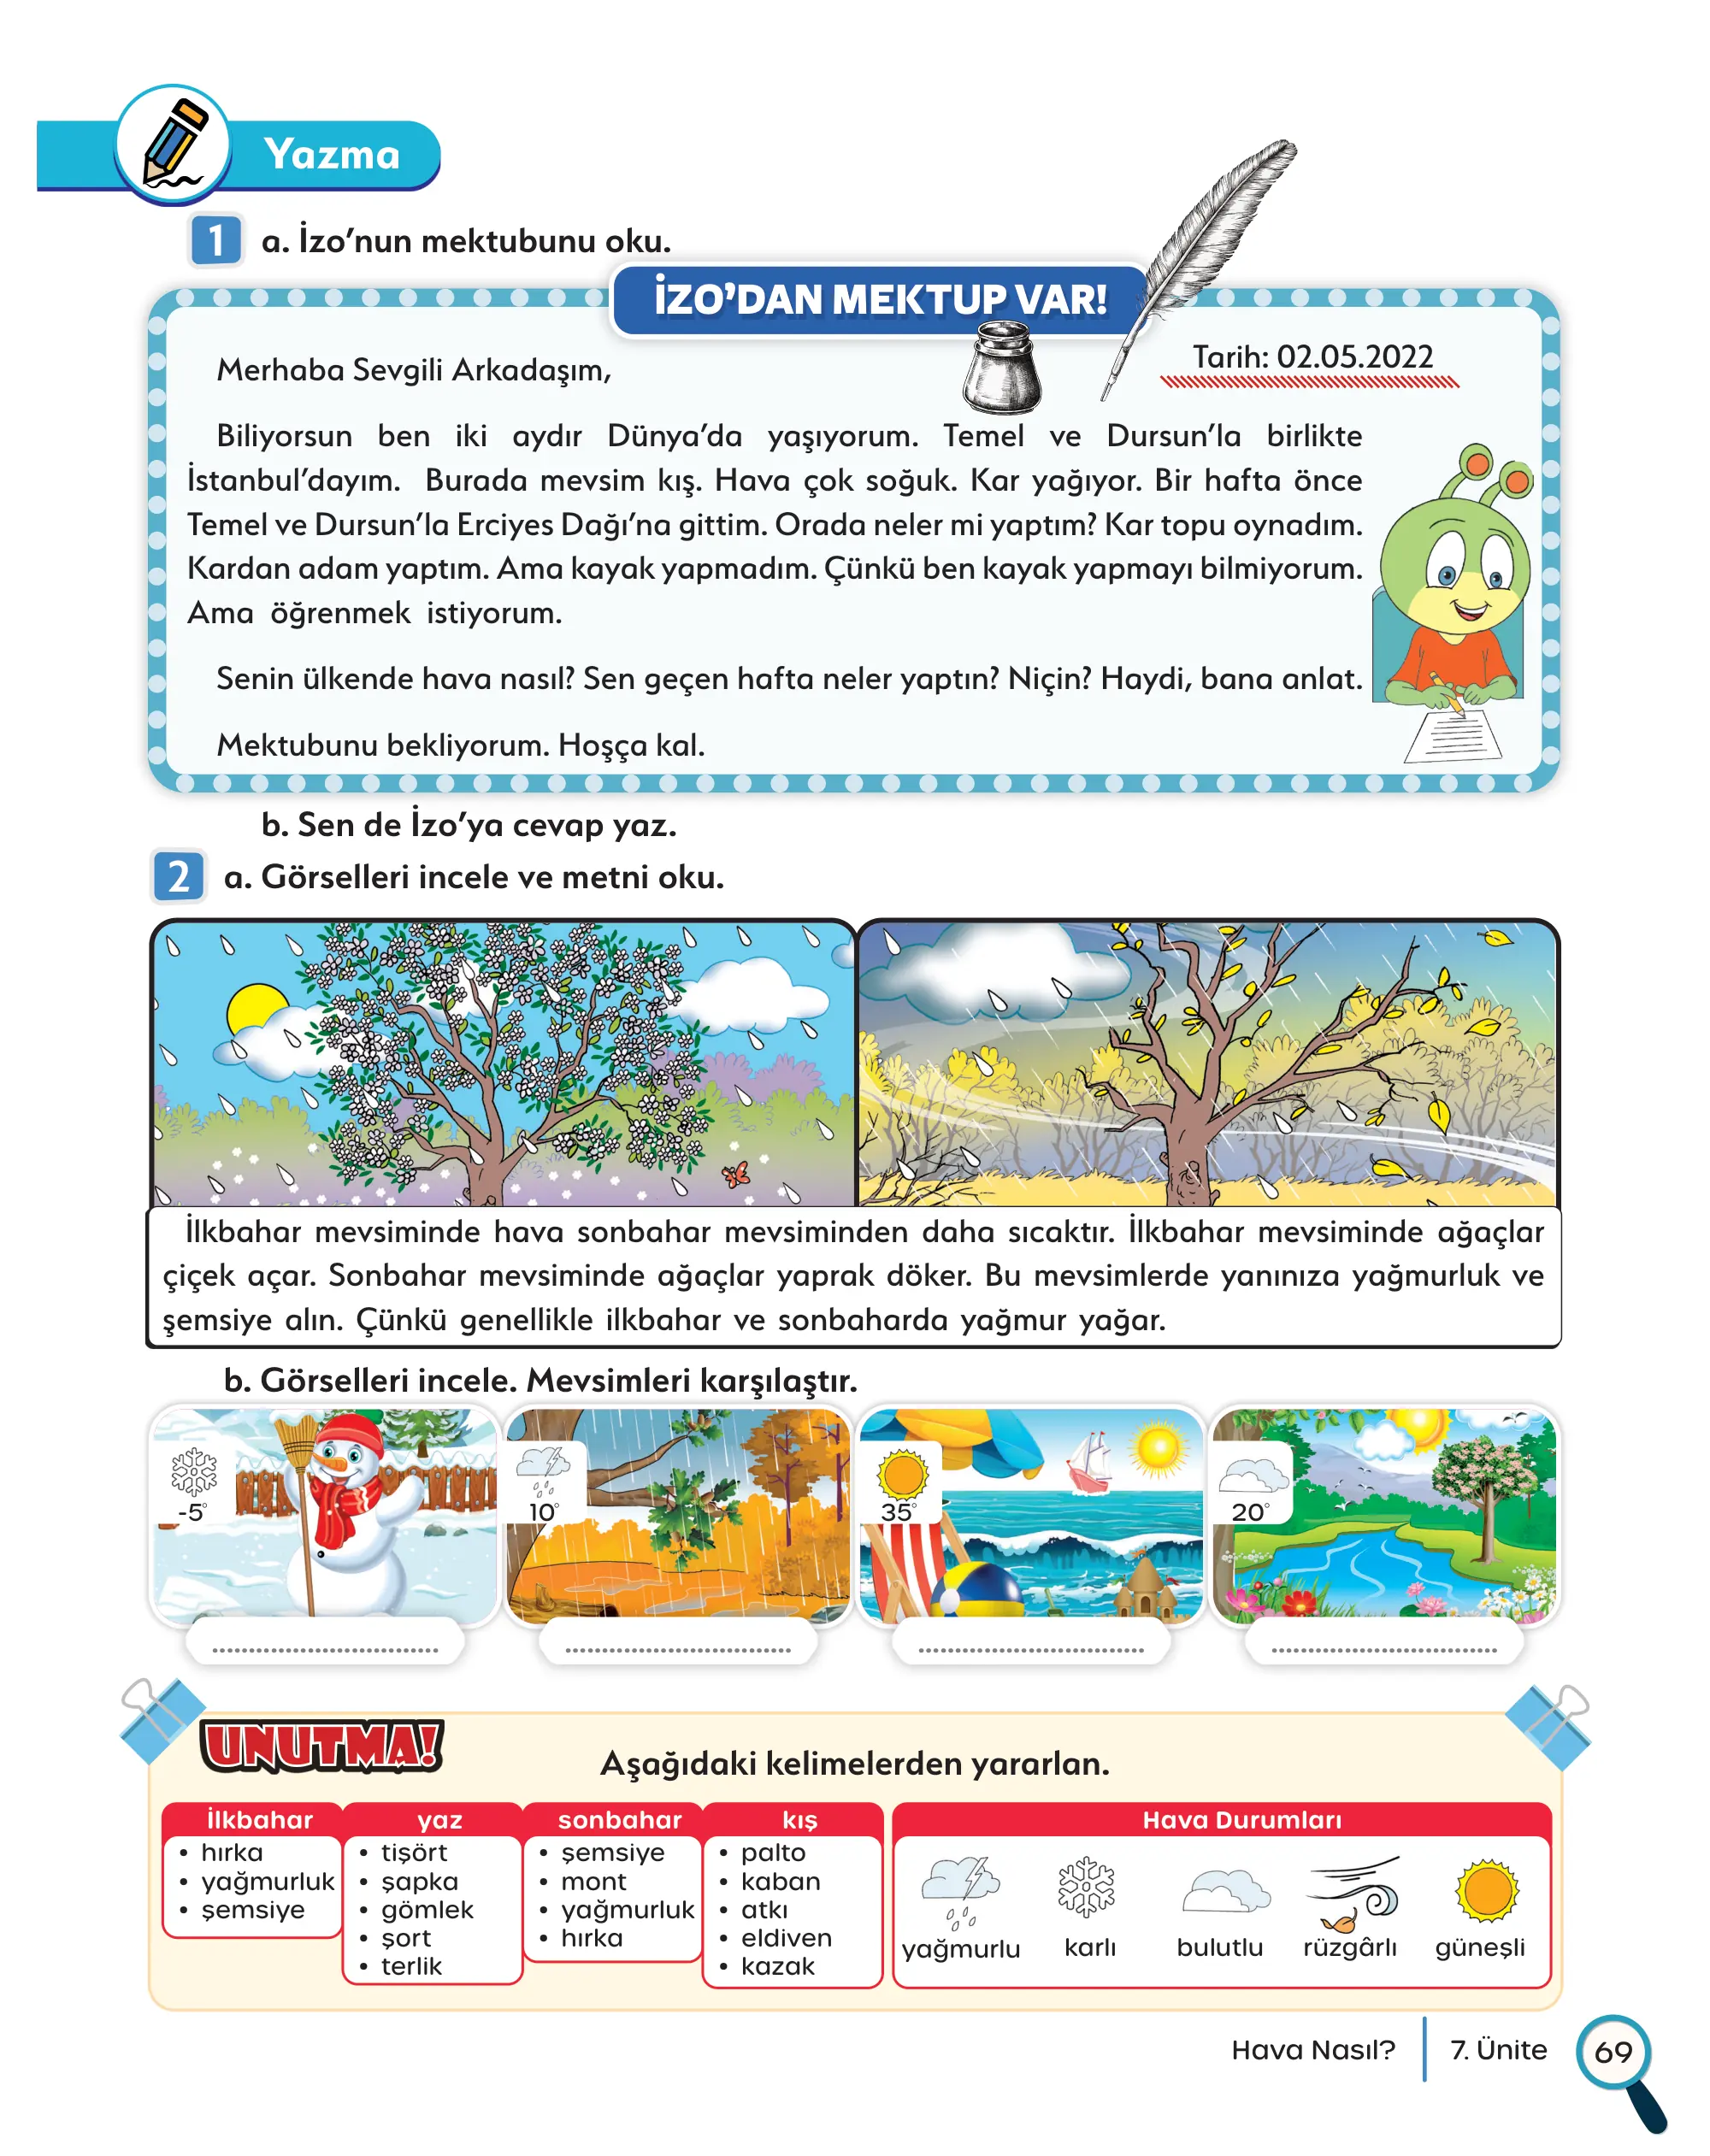 Yazma
1 a. İzo’nun mektubunu oku.
İZO’DAN MEKTUP VAR!
Tarih: 02.05.2022
Merhaba Sevgili Arkadaşım,
Biliyorsun ben iki aydır Dünya’da yaşıyorum. Temel ve Dursun’la birlikte
İstanbul’dayım. Burada mevsim kış. Hava çok soğuk. Kar yağıyor. Bir hafta önce
Temel ve Dursun’la Erciyes Dağı’na gittim. Orada neler mi yaptım? Kar topu oynadım.
Kardan adam yaptım. Ama kayak yapmadım. Çünkü ben kayak yapmayı bilmiyorum.
Ama öğrenmek istiyorum.
Senin ülkende hava nasıl? Sen geçen hafta neler yaptın? Niçin? Haydi, bana anlat.
Mektubunu bekliyorum. Hoşça kal.
b. Sen de İzo’ya cevap yaz.
2 a. Görselleri incele ve metni oku.
İlkbahar mevsiminde hava sonbahar mevsiminden daha sıcaktır. İlkbahar mevsiminde ağaçlar
çiçek açar. Sonbahar mevsiminde ağaçlar yaprak döker. Bu mevsimlerde yanınıza yağmurluk ve
şemsiye alın. Çünkü genellikle ilkbahar ve sonbaharda yağmur yağar.
b. Görselleri incele. Mevsimleri karşılaştır.
-5°
10°
35°
20°
...............................
...............................
...............................
...............................
UNUTMA!
Aşağıdaki kelimelerden yararlan.
İlkbahar
• hırka
• yağmurluk
• şemsiye
yaz
• tişört
• şapka
• gömlek
• şort
• terlik
sonbahar
• şemsiye
• mont
• yağmurluk
• hırka
kış
• palto
• kaban
• atkı
• eldiven
• kazak
Hava Durumları
yağmurlu
karlı
bulutlu
rüzgârlı
güneşli
Hava Nasıl? 7. Ünite 69